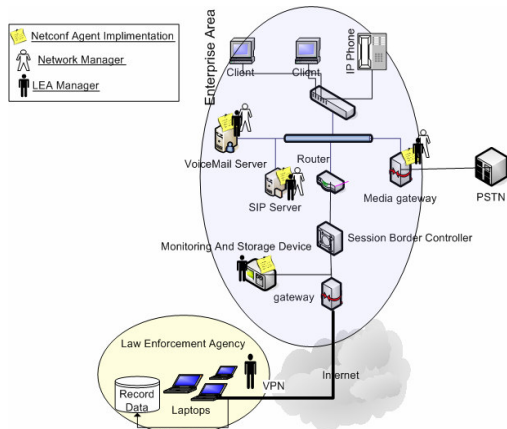 Netconf Agent Implimentation
Network Manager
LEA Manager
Enterprise Area
Client
Client
IP Phone
VoiceMail Server
Router
SIP Server
Media gateway
PSTN
Session Border Controller
Monitoring And Storage Device
gateway
Law Enforcement Agency
Internet
VPN
Record
Data
Laptops